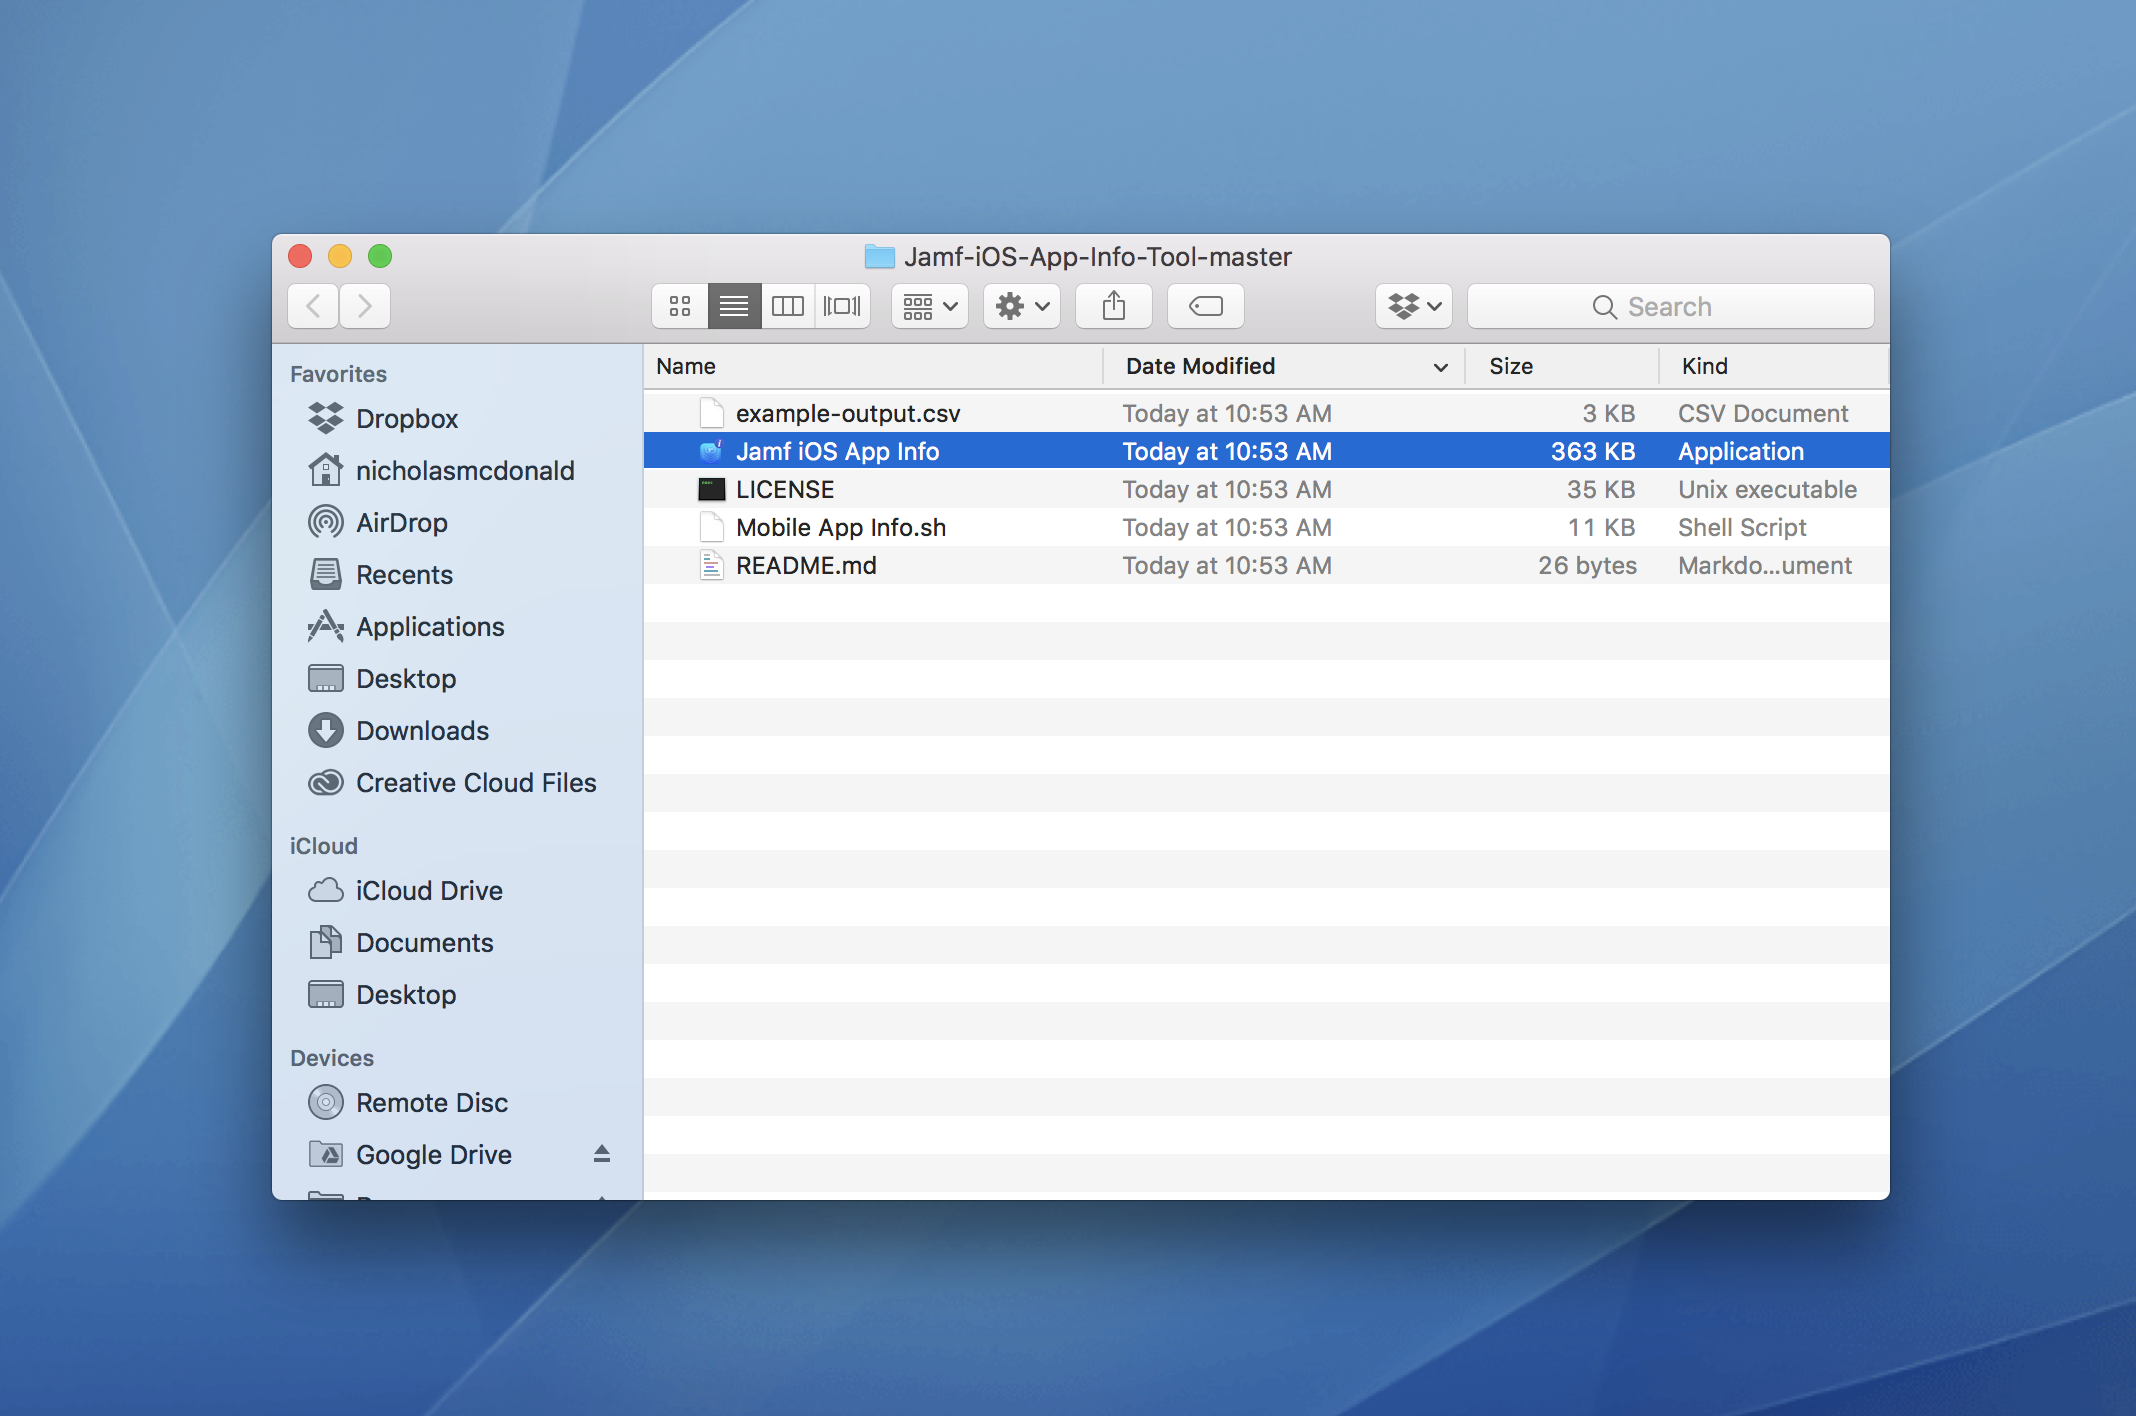 Jamf-iOS-App-Info-Tool-master
Search
Favorites
Dropbox
nicholasmcdonald
AirDrop
Recents
Applications
Desktop
Downloads
Creative Cloud Files
iCloud
iCloud Drive
Documents
Desktop
Devices
Remote Disc
Google Drive
Name Date Modified Size Kind
example-output.csv Today at 10:53 AM 3 KB CSV Document
Jamf iOS App Info Today at 10:53 AM 363 KB Application
LICENSE Today at 10:53 AM 35 KB Unix executable
Mobile App Info.sh Today at 10:53 AM 11 KB Shell Script
README.md Today at 10:53 AM 26 bytes Markdo...ument